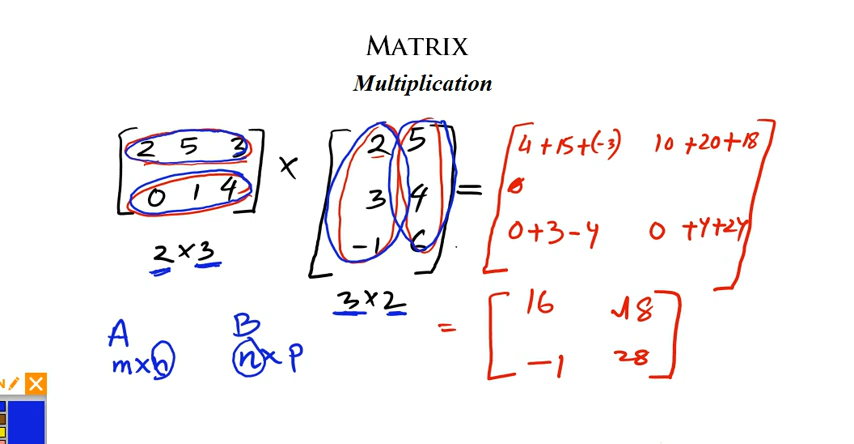 MATRIX
Multiplication
[2 5 3] × [2 5] = [4+15+(-3) 10+20+18]
[0 1 4] [3 4] [0+3-4 0+4+24]
[-1 6]
2×3
3×2
= [16 48]
[-1 28]
A B
m×n n×p